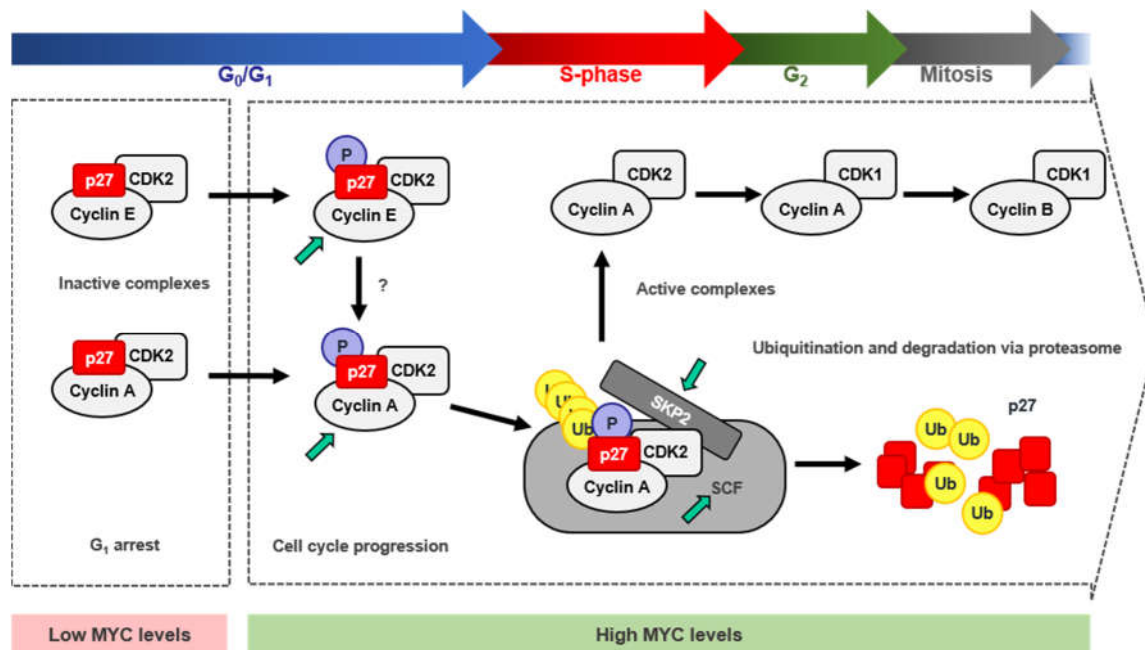 G0/G1
S-phase
G2
Mitosis
p27
CDK2
Cyclin E
P
p27
CDK2
Cyclin E
CDK2
Cyclin A
CDK1
Cyclin A
CDK1
Cyclin B
Inactive complexes
?
Active complexes
p27
CDK2
Cyclin A
P
p27
CDK2
Cyclin A
Ubiquitination and degradation via proteasome
Ub
P
SKP2
p27
CDK2
Cyclin A
SCF
p27
Ub
Ub
Ub
Ub
G1 arrest
Cell cycle progression
Low MYC levels
High MYC levels